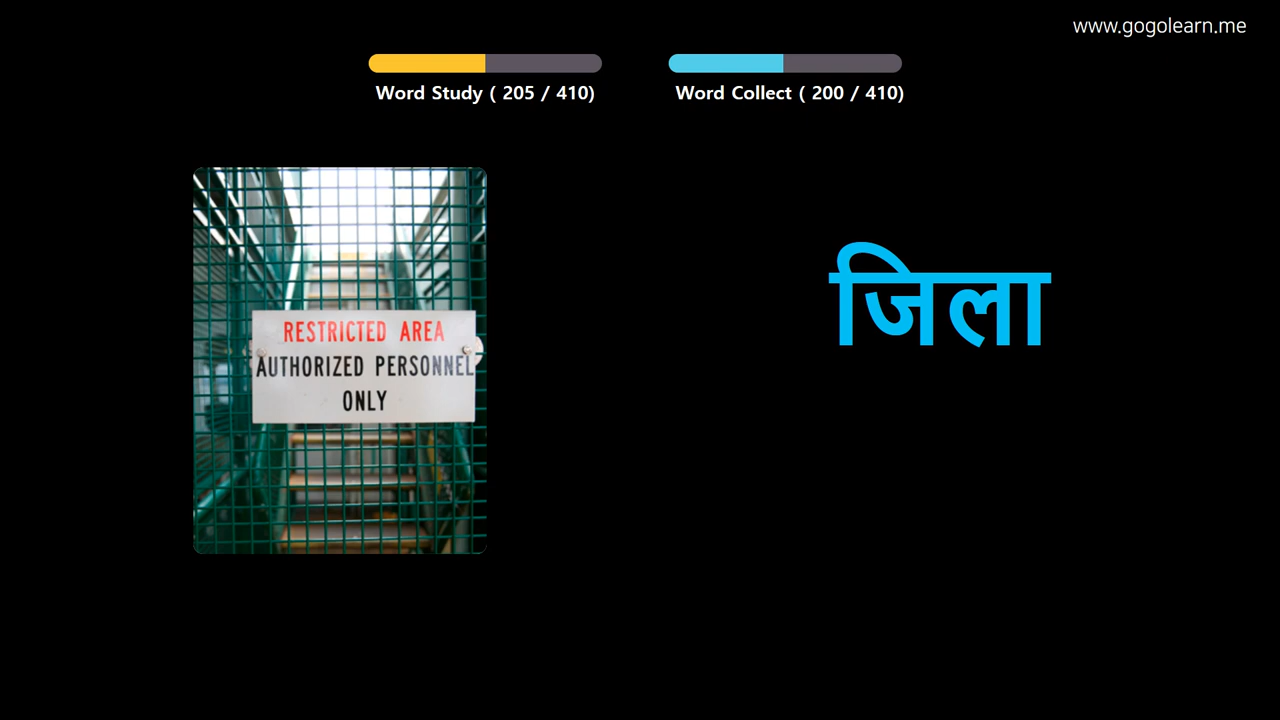 www.gogolearn.me
Word Study ( 205 / 410)
Word Collect ( 200 / 410)
RESTRICTED AREA
AUTHORIZED PERSONNEL
ONLY
जिला